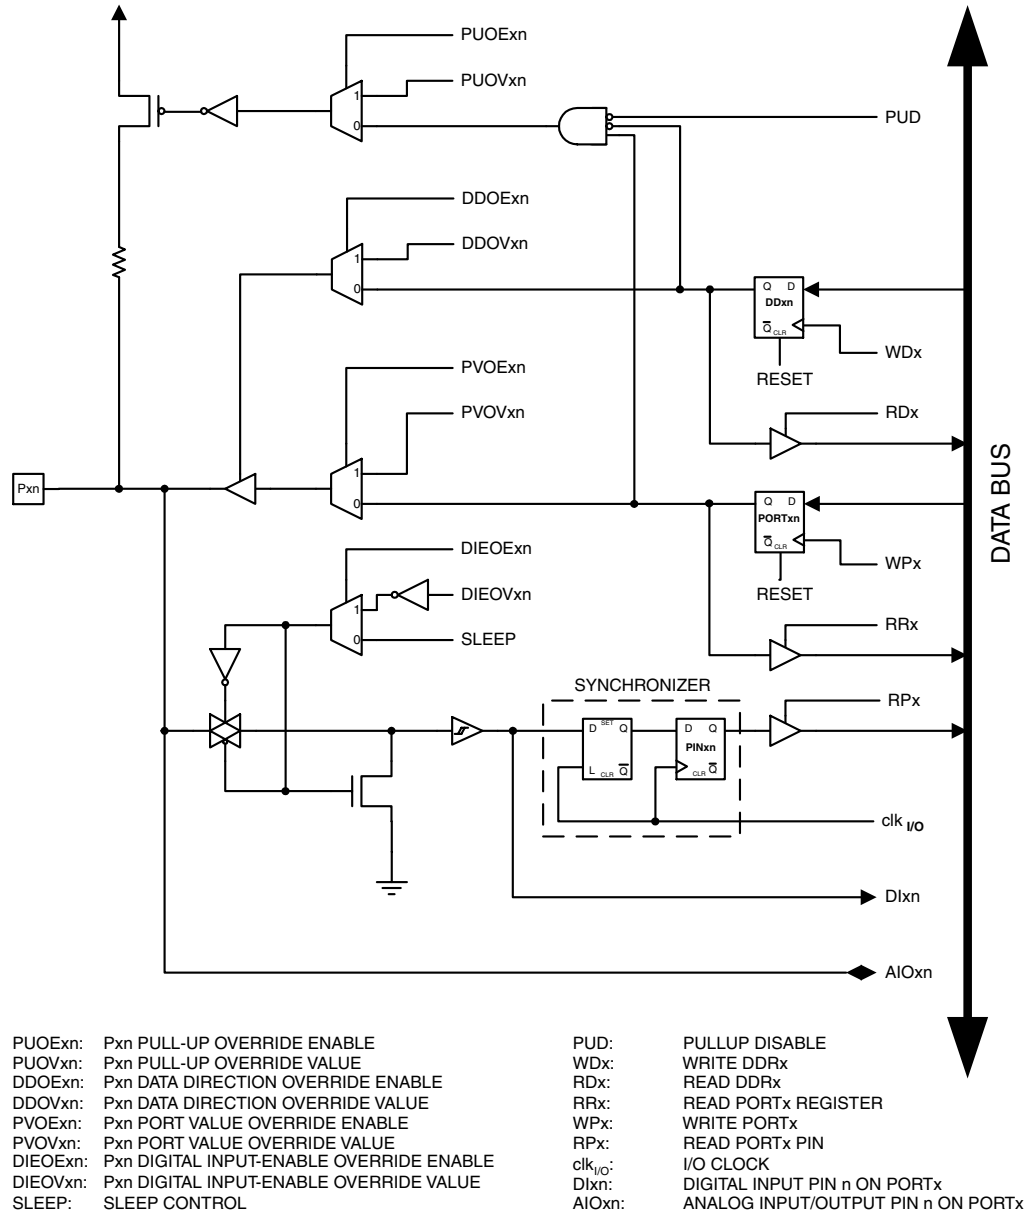 PUOExn
PUOVxn
1
0
PUD
DDOExn
DDOVxn
1
0
Q D
DDxn
Q CLR
WDx
RESET
PVOExn
RDx
PVOVxn
DATA BUS
1
Pxn
0
Q D
PORTxn
Q CLR
DIEOExn
WPx
DIEOVxn
RESET
1
0
SLEEP
RRx
SYNCHRONIZER
RPx
D SET Q
D Q
PINxn
L CLR Q
CLR Q
clk I/O
DIxn
AIOxn
PUOExn: Pxn PULL-UP OVERRIDE ENABLE
PUOVxn: Pxn PULL-UP OVERRIDE VALUE
DDOExn: Pxn DATA DIRECTION OVERRIDE ENABLE
DDOVxn: Pxn DATA DIRECTION OVERRIDE VALUE
PVOExn: Pxn PORT VALUE OVERRIDE ENABLE
PVOVxn: Pxn PORT VALUE OVERRIDE VALUE
DIEOExn: Pxn DIGITAL INPUT-ENABLE OVERRIDE ENABLE
DIEOVxn: Pxn DIGITAL INPUT-ENABLE OVERRIDE VALUE
SLEEP: SLEEP CONTROL
PUD: PULLUP DISABLE
WDx: WRITE DDRx
RDx: READ DDRx
RRx: READ PORTx REGISTER
WPx: WRITE PORTx
RPx: READ PORTx PIN
clkI/O: I/O CLOCK
DIxn: DIGITAL INPUT PIN n ON PORTx
AIOxn: ANALOG INPUT/OUTPUT PIN n ON PORTx